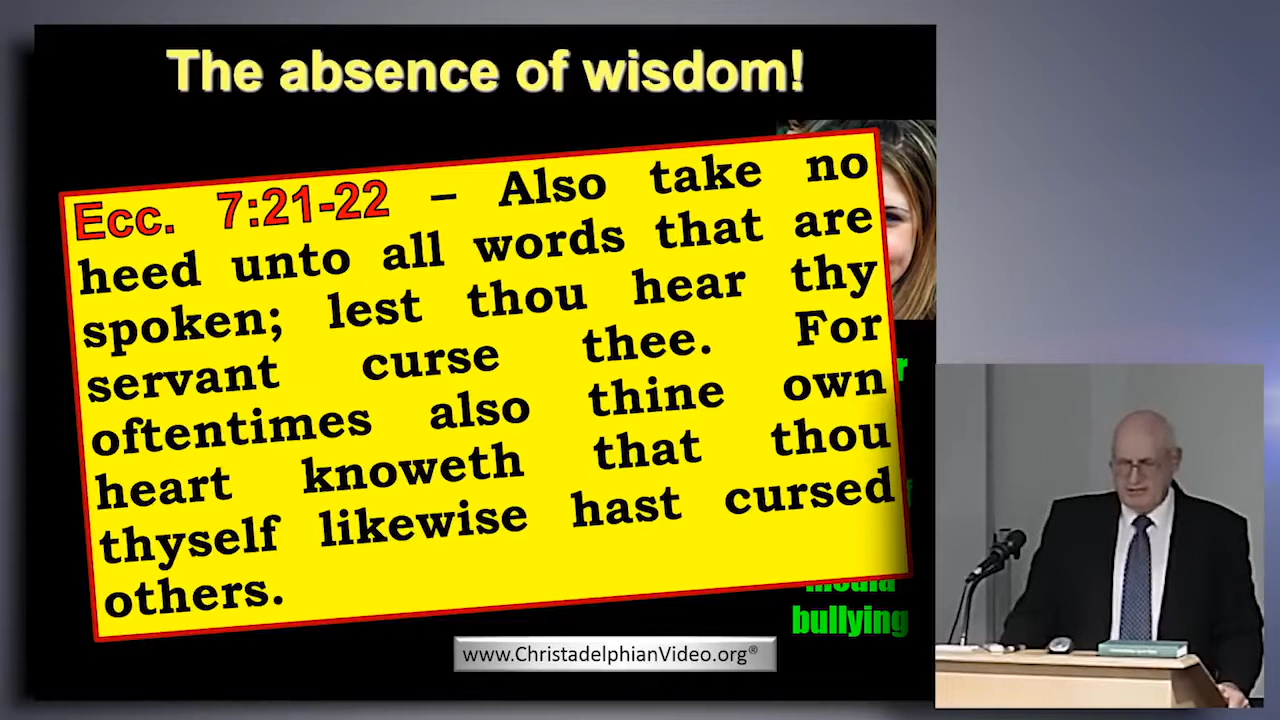 The absence of wisdom!
Ecc. 7:21-22 – Also take no
heed unto all words that are
spoken; lest thou hear thy
servant curse thee. For
oftentimes also thine own
heart knoweth that thou
thyself likewise hast cursed
others.
bullying
www.ChristadelphianVideo.org®